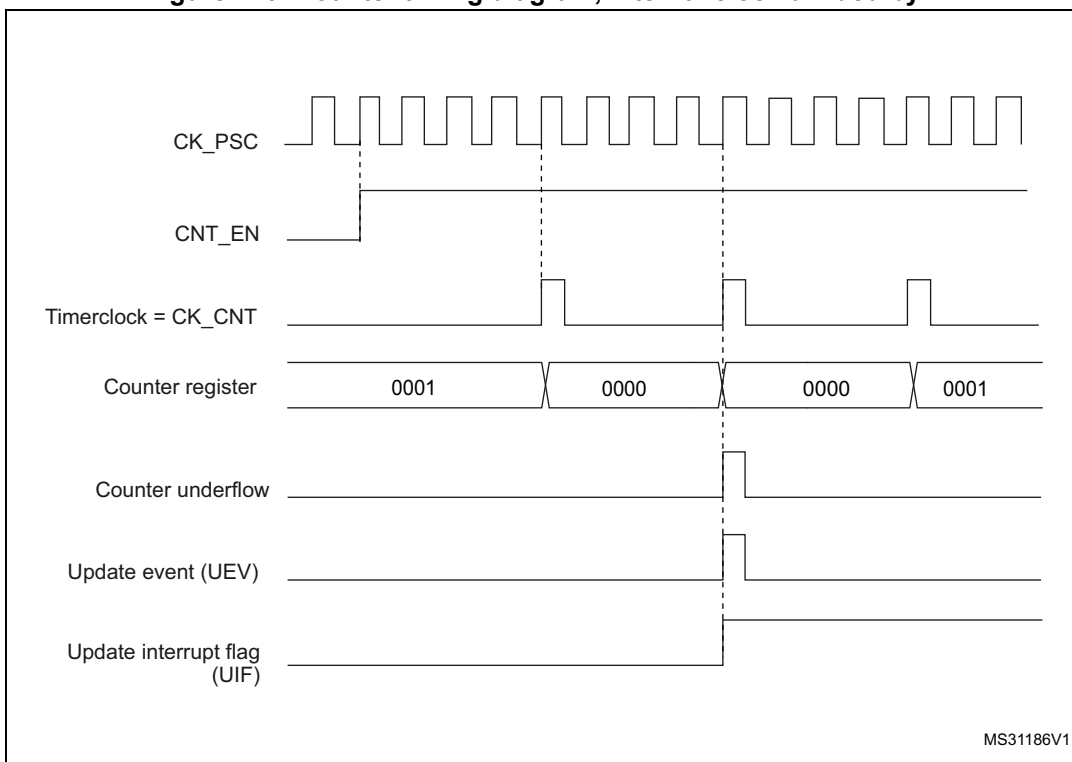 CK_PSC
CNT_EN
Timerclock = CK_CNT
Counter register
0001 0000 0000 0001
Counter underflow
Update event (UEV)
Update interrupt flag
(UIF)
MS31186V1